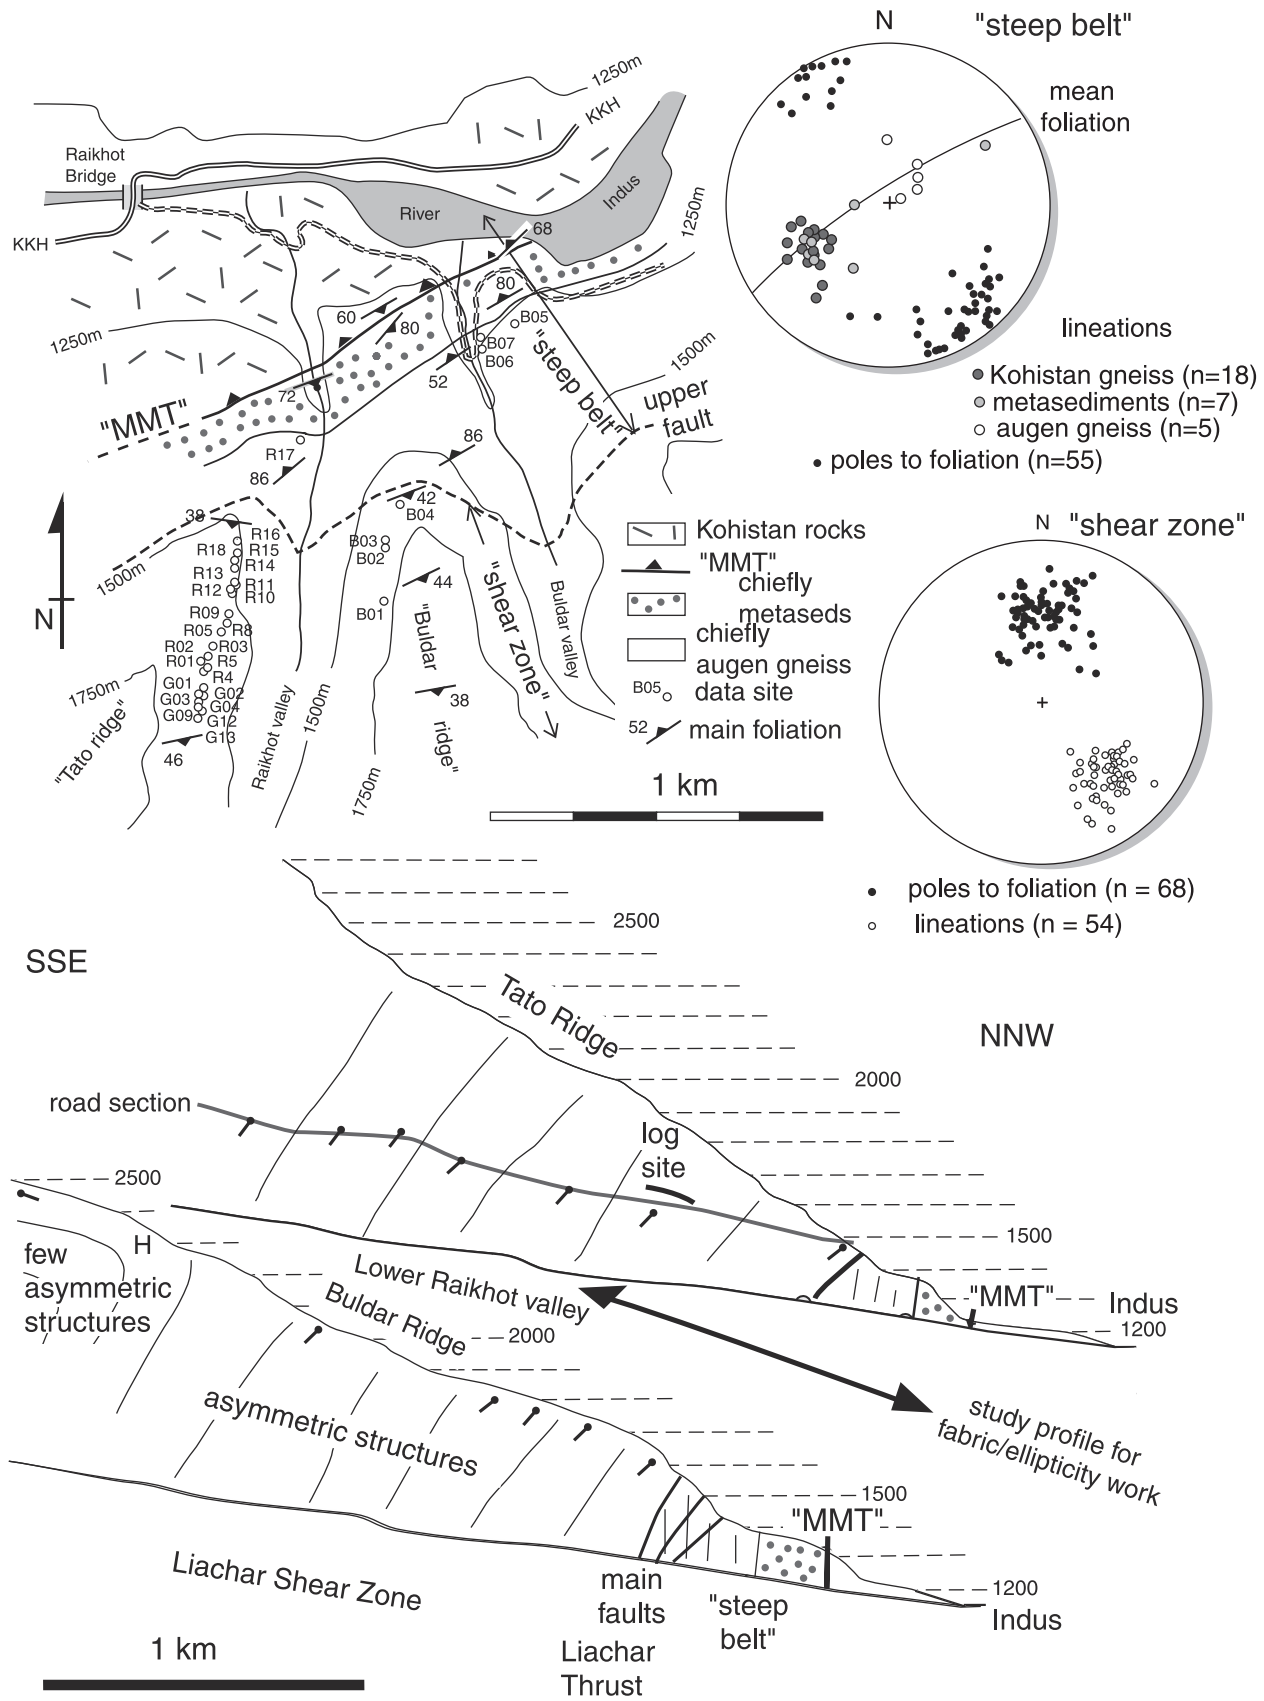 1250m
KKH
Raikhot
Bridge
River
Indus
1250m
KKH
68
80
60
80
B05
B07
B06
52
1250m
72
"MMT"
"steep belt"
1500m
upper
fault
R17
86
86
42
B04
38
R16
R18
R15
R14
R13
R12
R11
R10
R09
R05
R8
R02
R03
R01
R5
R4
G01
G02
G03
G04
G09
G12
G13
46
B03
B02
B01
44
38
1500m
1750m
"Tato ridge"
Raikhot valley
1500m
1750m
"Buldar
ridge"
"shear zone"
Buldar valley
N
Kohistan rocks
"MMT"
chiefly
metaseds
chiefly
augen gneiss
B05
data site
52
main foliation
1 km
N
"steep belt"
mean
foliation
lineations
Kohistan gneiss (n=18)
metasediments (n=7)
augen gneiss (n=5)
poles to foliation (n=55)
N
"shear zone"
poles to foliation (n = 68)
lineations (n = 54)
SSE
NNW
2500
Tato Ridge
2000
road section
log
site
1500
"MMT"
Indus
1200
2500
H
few
asymmetric
structures
Lower Raikhot valley
Buldar Ridge
2000
asymmetric structures
study profile for
fabric/ellipticity work
1500
"MMT"
1200
Indus
Liachar Shear Zone
main
faults
"steep
belt"
Liachar
Thrust
1 km